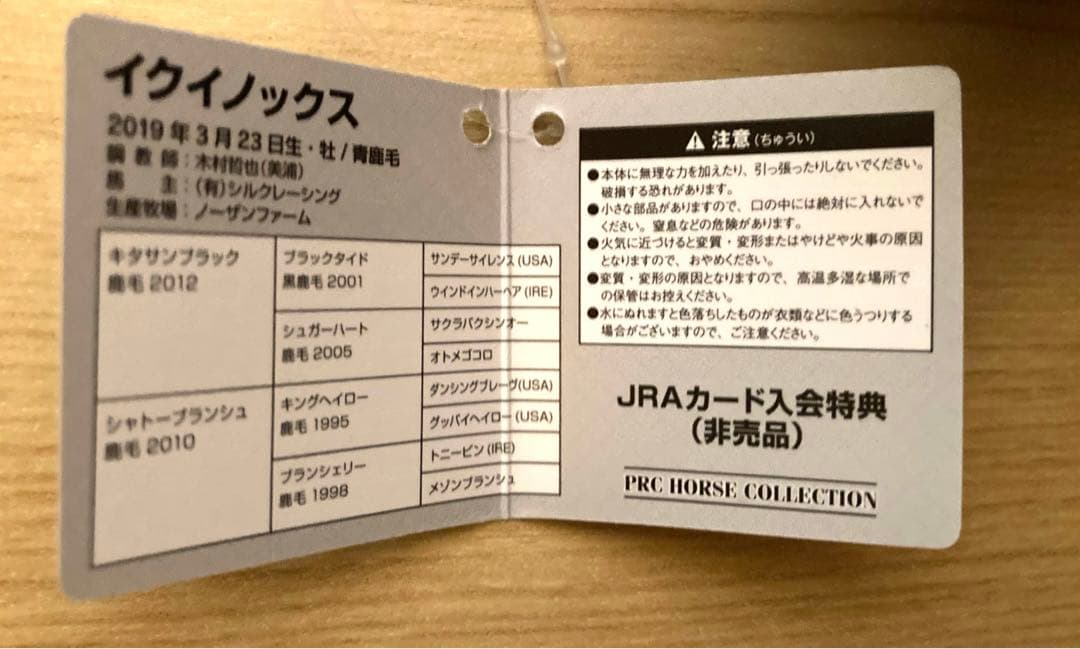 イクイノックス
2019年3月23日生・牡/青鹿毛
調教師：木村哲也(美浦)
馬主：(有)シルクレーシング
生産牧場：ノーザンファーム
キタサンブラック
鹿毛 2012
シャトーブランシュ
鹿毛 2010
ブラックタイド
黒鹿毛 2001
シュガーハート
鹿毛 2005
キングヘイロー
鹿毛 1995
ブランシェリー
鹿毛 1998
サンデーサイレンス(USA)
ウインドインハーヘア(IRE)
サクラバクシンオー
オトメゴコロ
ダンシングブレーヴ(USA)
グッバイヘイロー(USA)
トニービン(IRE)
メゾンブランシュ
⚠ 注意(ちゅうい)
●本体に無理な力を加えたり、引っ張ったりしないでください。
破損する恐れがあります。
●小さな部品がありますので、口の中には絶対に入れないで
ください。窒息などの危険があります。
●火気に近づけると変質・変形またはやけどや火事の原因
となりますので、おやめください。
●変質・変形の原因となりますので、高温多湿な場所で
の保管はお控えください。
●水にぬれますと色落ちしたものが衣類などに色うつりする
場合がございますので、ご注意ください。
JRAカード入会特典
(非売品)
PRC HORSE COLLECTION